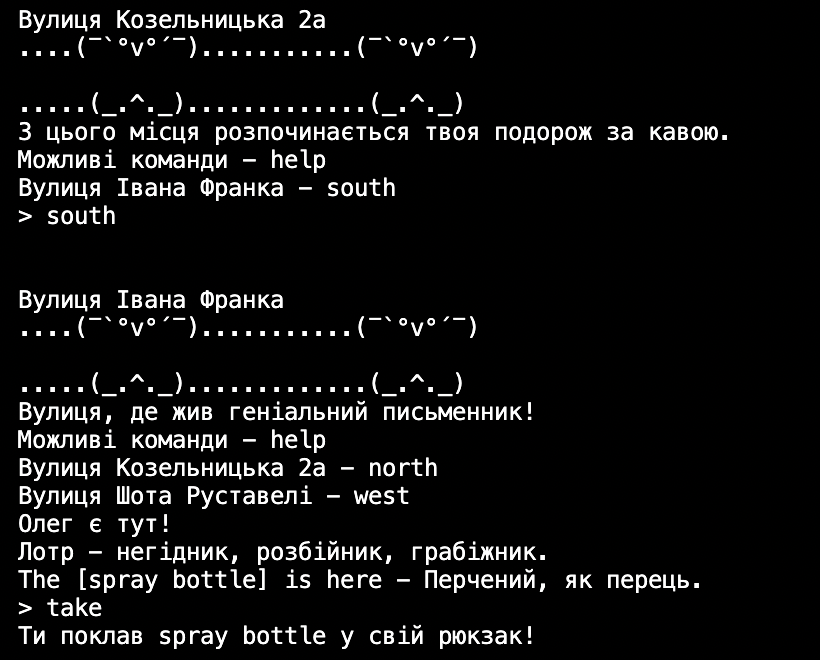 Вулиця Козельницька 2а
....(¯`°v°´¯)...........(¯`°v°´¯)
.....(_.^._).............(_.^._)
З цього місця розпочинається твоя подорож за кавою.
Можливі команди - help
Вулиця Івана Франка - south
> south
Вулиця Івана Франка
....(¯`°v°´¯)...........(¯`°v°´¯)
.....(_.^._).............(_.^._)
Вулиця, де жив геніальний письменник!
Можливі команди - help
Вулиця Козельницька 2а - north
Вулиця Шота Руставелі - west
Олег є тут!
Лотр - негідник, розбійник, грабіжник.
The [spray bottle] is here - Перчений, як перець.
> take
Ти поклав spray bottle у свій рюкзак!